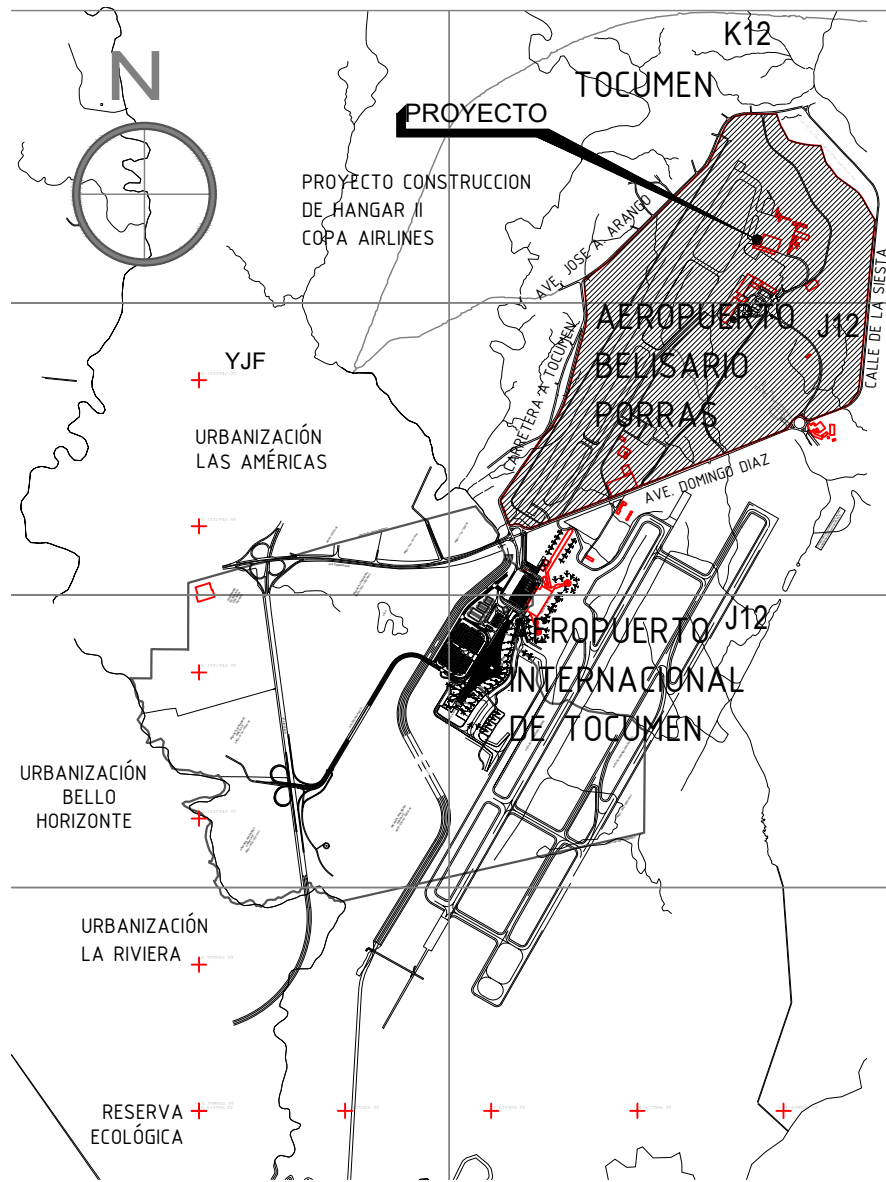 K12
N
TOCUMEN
PROYECTO
PROYECTO CONSTRUCCION
DE HANGAR II
COPA AIRLINES
AVE. JOSE A. ARANGO
CALLE DE LA SIESTA
AEROPUERTO
BELISARIO
PORRAS
J12
CARRETERA A TOCUMEN
YJF
URBANIZACIÓN
LAS AMÉRICAS
AVE. DOMINGO DIAZ
AEROPUERTO
INTERNACIONAL
DE TOCUMEN
J12
URBANIZACIÓN
BELLO
HORIZONTE
URBANIZACIÓN
LA RIVIERA
RESERVA
ECOLÓGICA